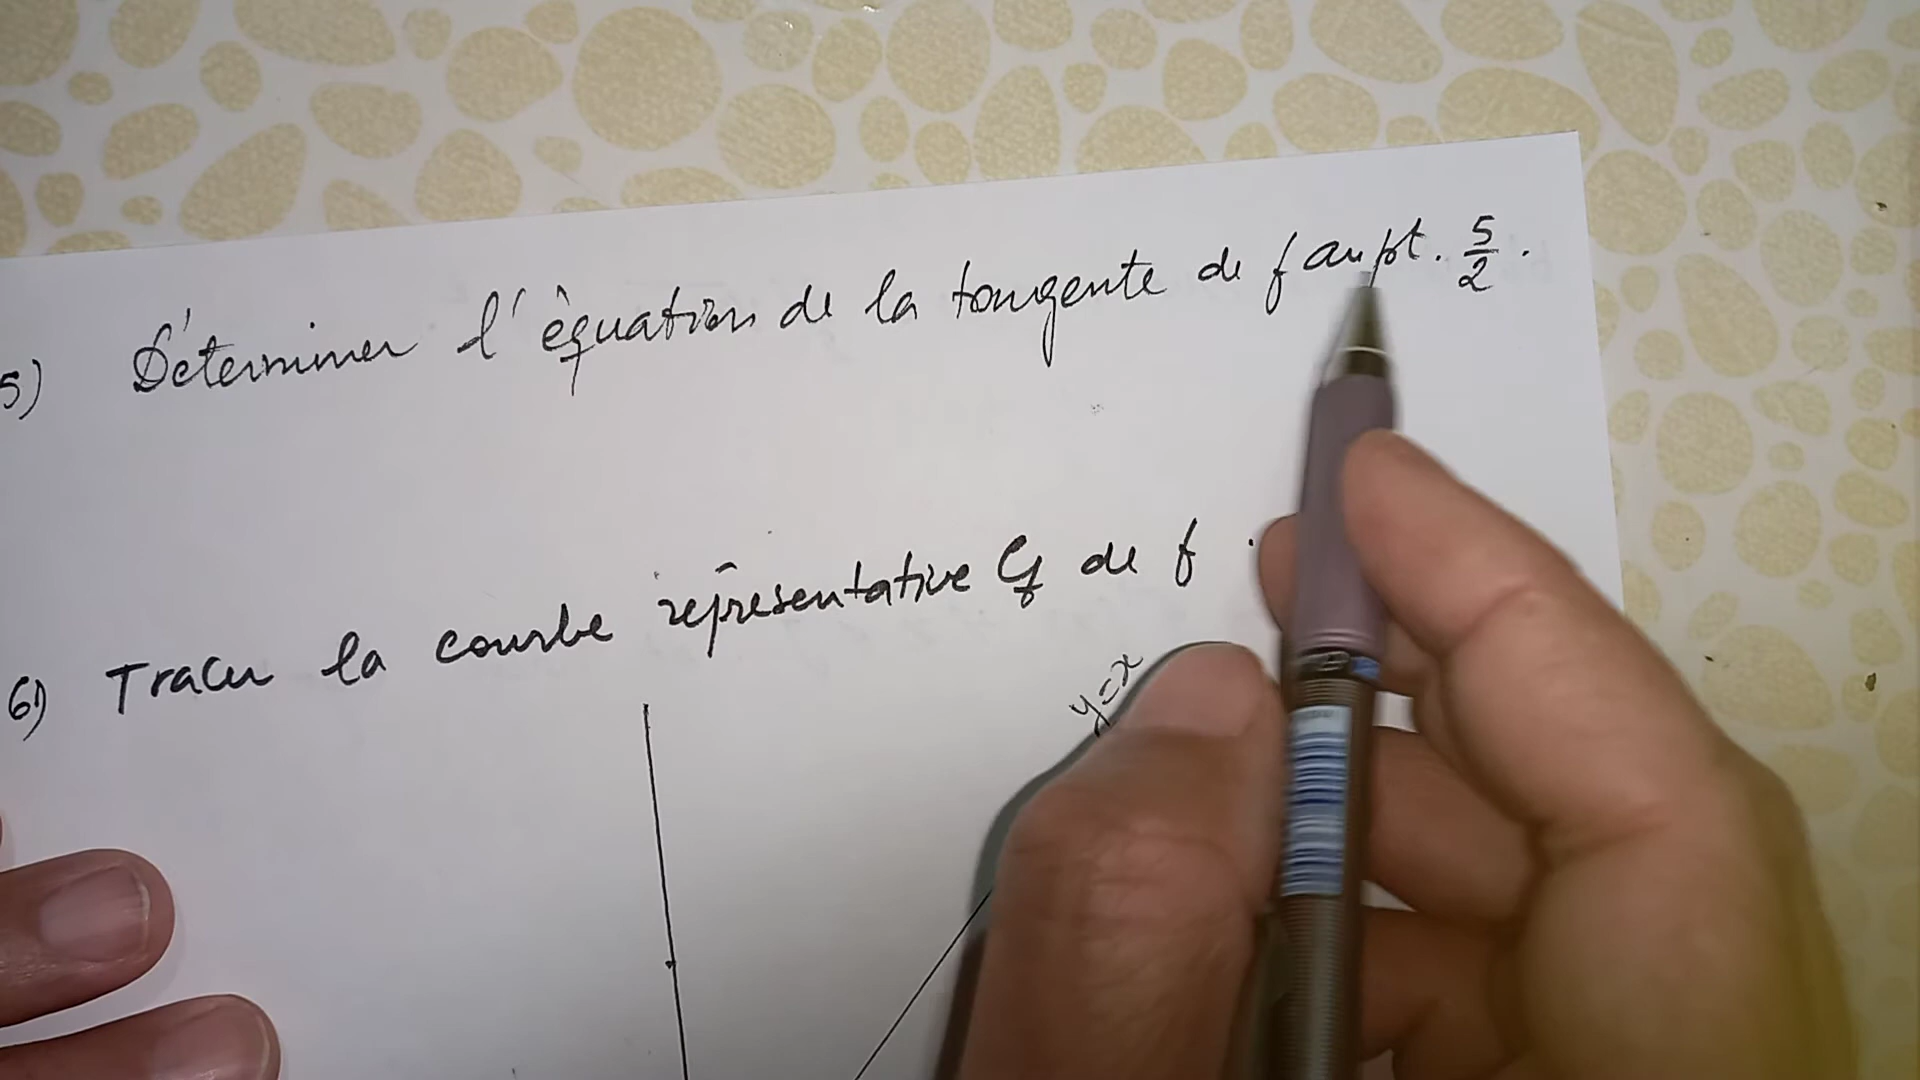 5) Déterminer l'équation de la tangente de f au pt. 5/2.
6) Tracer la courbe représentative Cf de f.
y=x